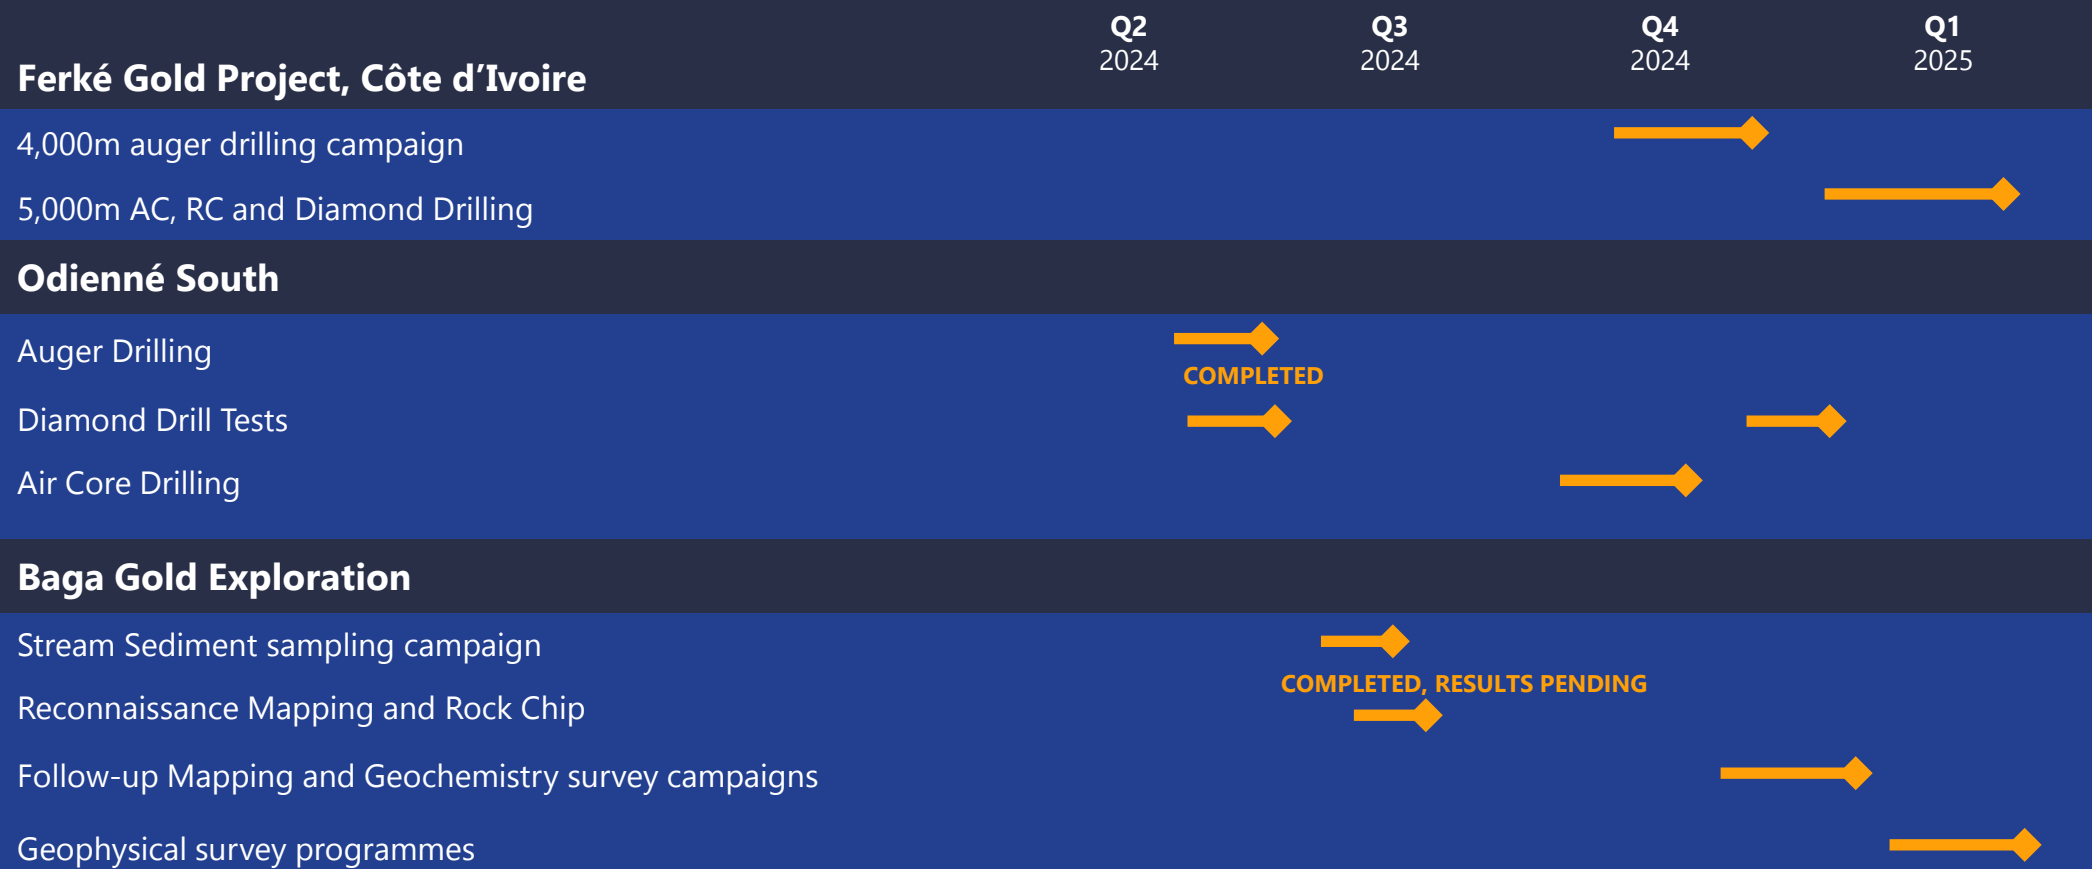 Q2
2024
Q3
2024
Q4
2024
Q1
2025
Ferké Gold Project, Côte d’Ivoire
4,000m auger drilling campaign
5,000m AC, RC and Diamond Drilling
Odienné South
Auger Drilling
COMPLETED
Diamond Drill Tests
Air Core Drilling
Baga Gold Exploration
Stream Sediment sampling campaign
COMPLETED, RESULTS PENDING
Reconnaissance Mapping and Rock Chip
Follow-up Mapping and Geochemistry survey campaigns
Geophysical survey programmes